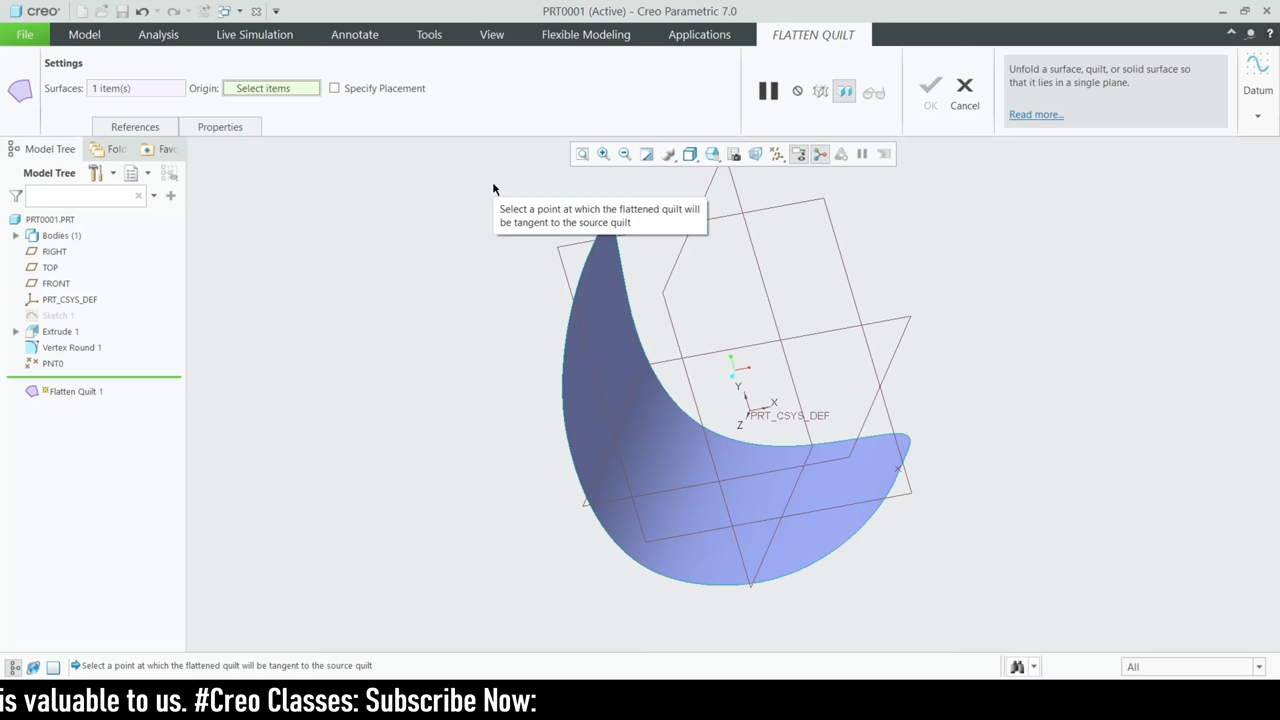 creo
PRT0001 (Active) - Creo Parametric 7.0
File Model Analysis Live Simulation Annotate Tools View Flexible Modeling Applications FLATTEN QUILT
Settings
Surfaces: 1 item(s) Origin: Select items Specify Placement
OK Cancel
Unfold a surface, quilt, or solid surface so
that it lies in a single plane.
Read more...
Datum
References Properties
Model Tree Fold Favo
Model Tree
PRT0001.PRT
Bodies (1)
RIGHT
TOP
FRONT
PRT_CSYS_DEF
Sketch 1
Extrude 1
Vertex Round 1
PNT0
Flatten Quilt 1
Select a point at which the flattened quilt will
be tangent to the source quilt
Y
X
Z
PRT_CSYS_DEF
Select a point at which the flattened quilt will be tangent to the source quilt
All
is valuable to us. #Creo Classes: Subscribe Now: